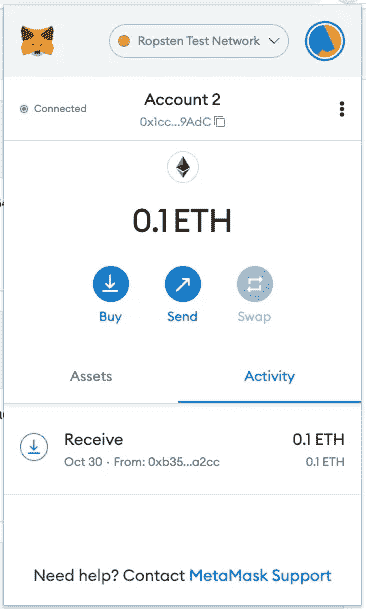 Ropsten Test Network
Connected
Account 2
0x1cc...9AdC
0.1 ETH
Buy
Send
Swap
Assets
Activity
Receive
0.1 ETH
Oct 30 · From: 0xb35...a2cc
0.1 ETH
Need help? Contact MetaMask Support